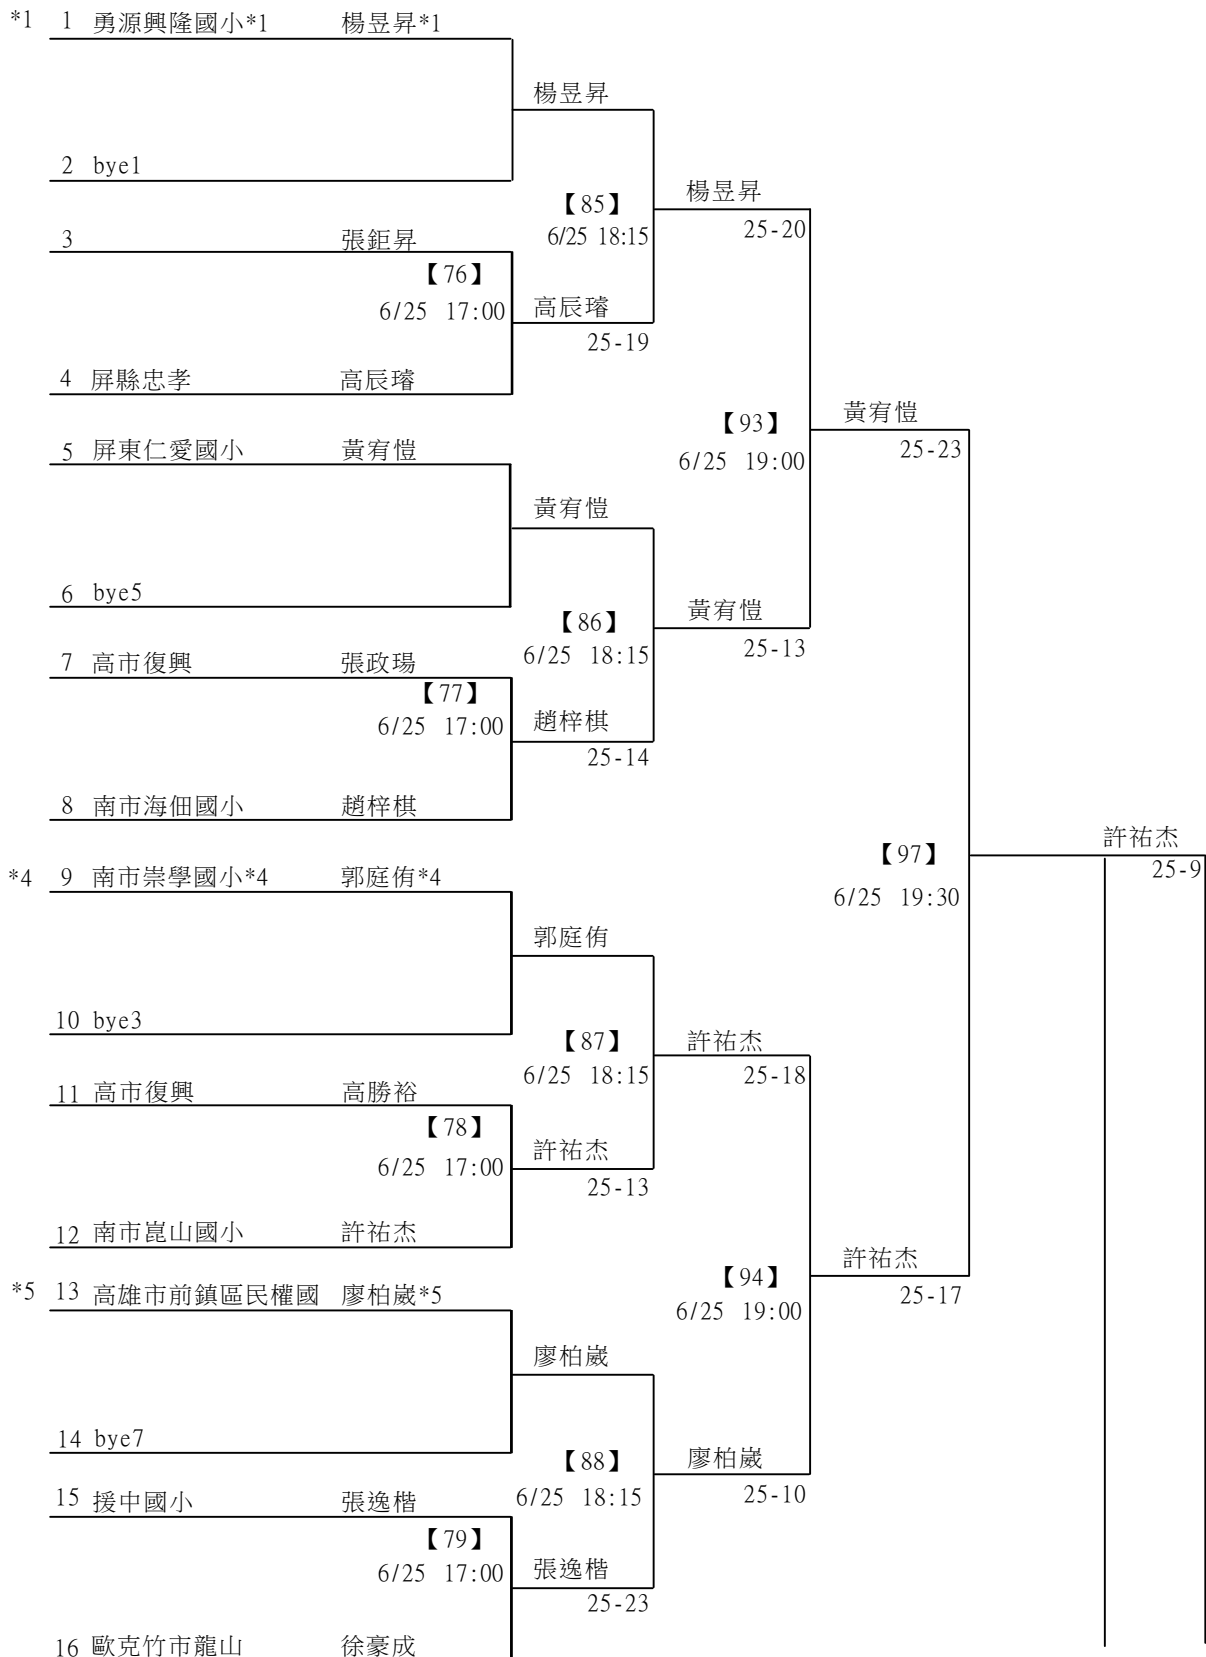 *1 1 勇源興隆國小*1 楊昱昇*1
楊昱昇
2 bye1
【85】
6/25 18:15
楊昱昇
25-20
3 張鉅昇
【76】
6/25 17:00
高辰璿
25-19
4 屏縣忠孝 高辰璿
【93】
6/25 19:00
黃宥愷
25-23
5 屏東仁愛國小 黃宥愷
黃宥愷
6 bye5
【86】
6/25 18:15
黃宥愷
25-13
7 高市復興 張政瑒
【77】
6/25 17:00
趙梓棋
25-14
8 南市海佃國小 趙梓棋
【97】
6/25 19:30
許祐杰
25-9
*4 9 南市崇學國小*4 郭庭侑*4
郭庭侑
10 bye3
【87】
6/25 18:15
許祐杰
25-18
11 高市復興 高勝裕
【78】
6/25 17:00
許祐杰
25-13
12 南市崑山國小 許祐杰
【94】
6/25 19:00
許祐杰
25-17
*5 13 高雄市前鎮區民權國 廖柏崴*5
廖柏崴
14 bye7
【88】
6/25 18:15
廖柏崴
25-10
15 援中國小 張逸楷
【79】
6/25 17:00
張逸楷
25-23
16 歐克竹市龍山 徐豪成